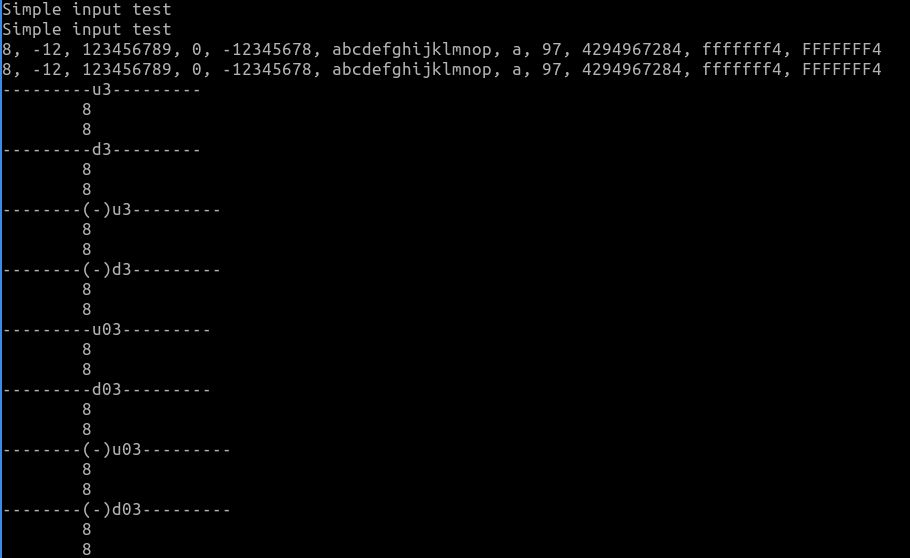 Simple input test
Simple input test
8, -12, 123456789, 0, -12345678, abcdefghijklmnop, a, 97, 4294967284, fffffff4, FFFFFFF4
8, -12, 123456789, 0, -12345678, abcdefghijklmnop, a, 97, 4294967284, fffffff4, FFFFFFF4
---------u3---------
        8
        8
---------d3---------
        8
        8
--------(-)u3---------
        8
        8
--------(-)d3---------
        8
        8
---------u03---------
        8
        8
---------d03---------
        8
        8
--------(-)u03---------
        8
        8
--------(-)d03---------
        8
        8